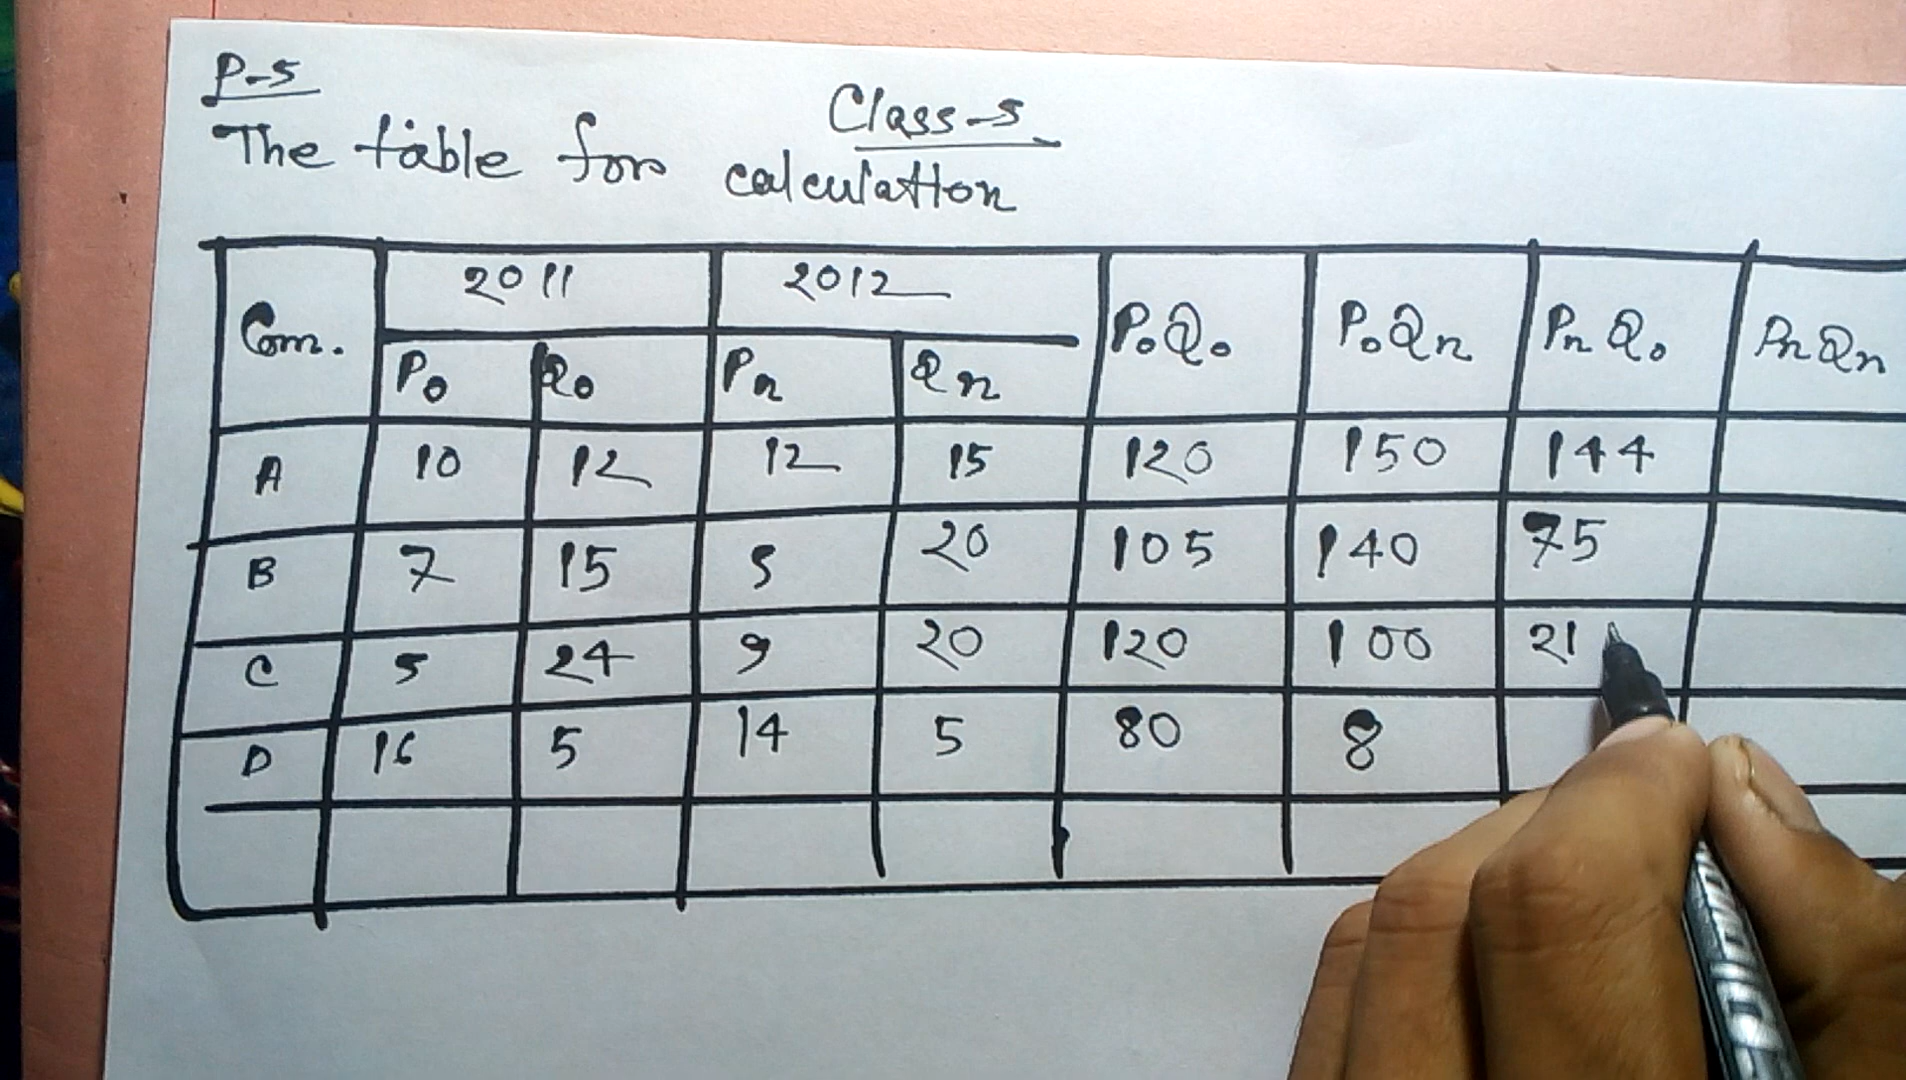 P-5
Class-5
The table for calculation
Com. 2011 2012 P₀Q₀ P₀Qn PnQ₀ PnQn
P₀ Q₀ Pn Qn
A 10 12 12 15 120 150 144
B 7 15 5 20 105 140 75
C 5 24 9 20 120 100 21
D 16 5 14 5 80 8